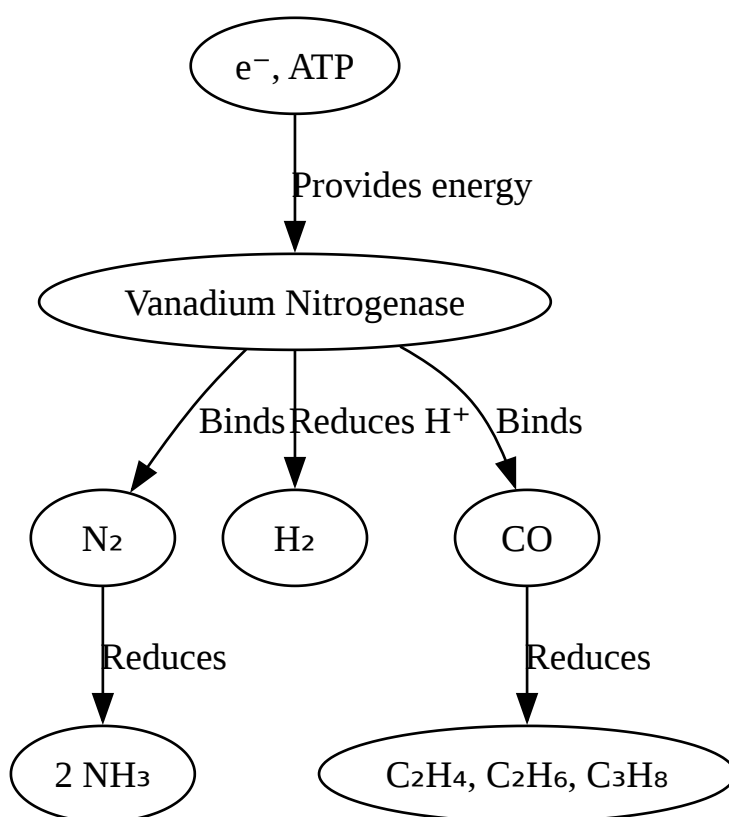 e⁻, ATP
Provides energy
Vanadium Nitrogenase
Binds Reduces H⁺ Binds
N₂ H₂ CO
Reduces Reduces
2 NH₃ C₂H₄, C₂H₆, C₃H₈